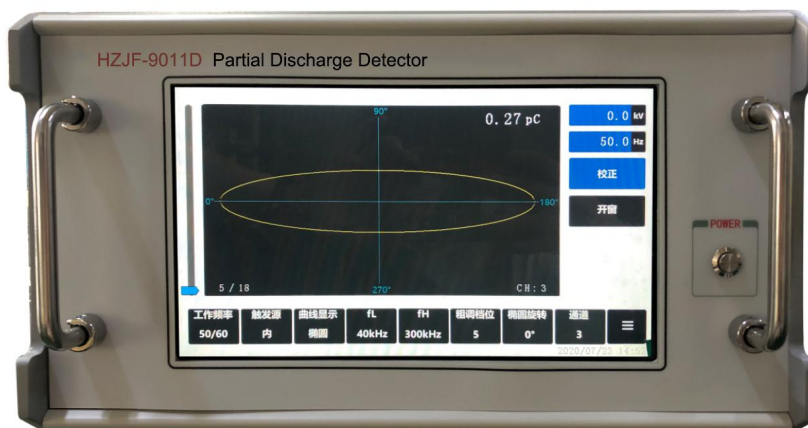 HZJF-9011D Partial Discharge Detector
90°
0.27 pC
0.0 kV
50.0 Hz
校正
0°
180°
开窗
POWER
5/18
270°
CH:3
工作频率
触发源
曲线显示
fL
fH
粗调档位
椭圆旋转
通道
50/60
内
椭圆
40kHz
300kHz
5
0°
3